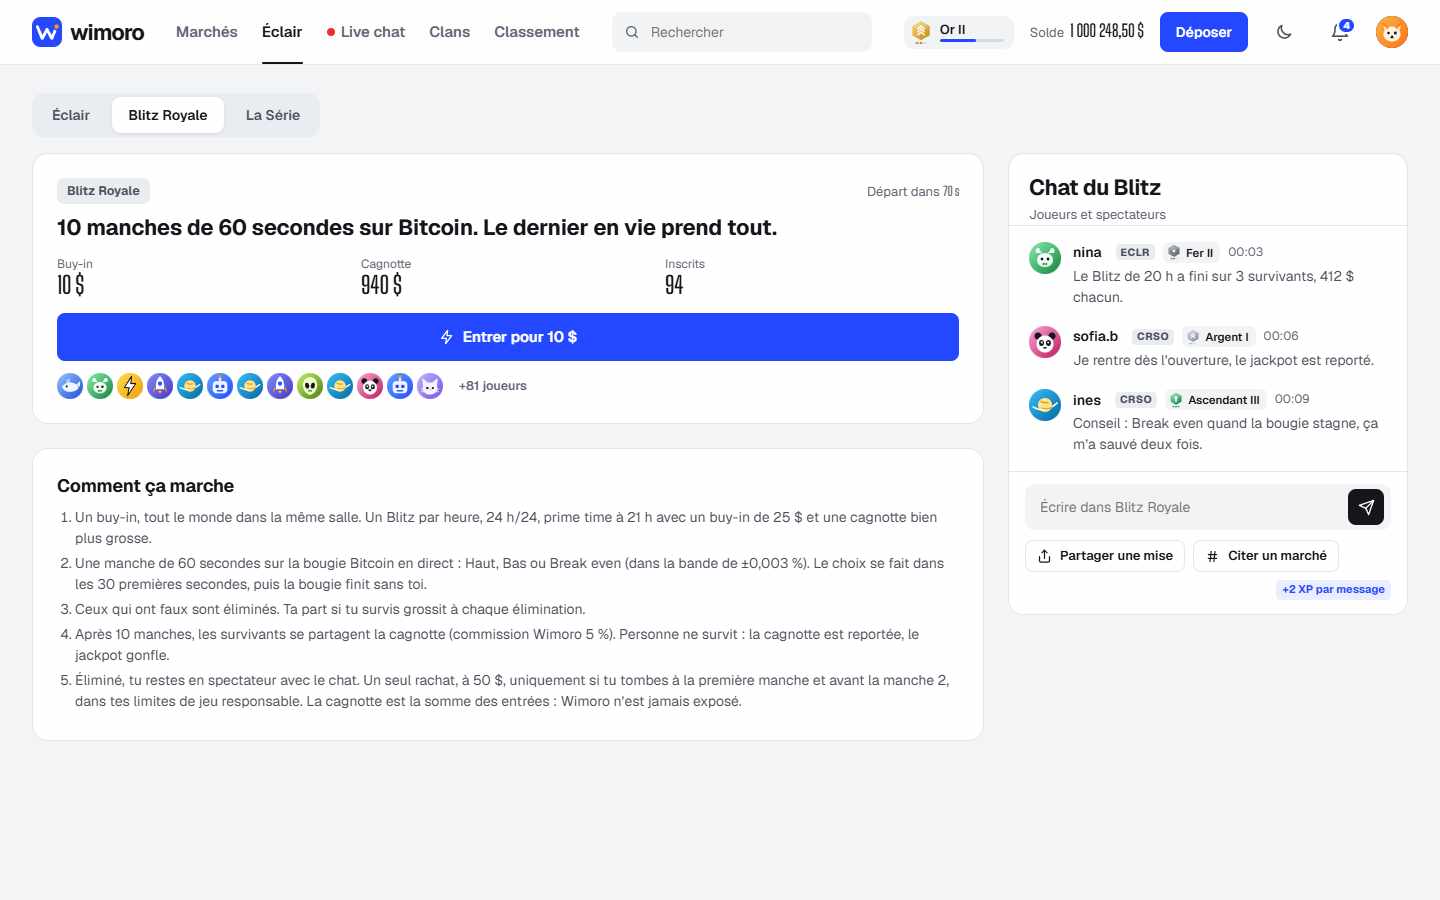 wimoro
Marchés
Éclair
Live chat
Clans
Classement
Rechercher
Or II
Solde 1 000 248,50 $
Déposer
4
Éclair
Blitz Royale
La Série
Blitz Royale
Départ dans 70 s
10 manches de 60 secondes sur Bitcoin. Le dernier en vie prend tout.
Buy-in
10 $
Cagnotte
940 $
Inscrits
94
Entrer pour 10 $
+81 joueurs
Comment ça marche
1. Un buy-in, tout le monde dans la même salle. Un Blitz par heure, 24 h/24, prime time à 21 h avec un buy-in de 25 $ et une cagnotte bien
plus grosse.
2. Une manche de 60 secondes sur la bougie Bitcoin en direct : Haut, Bas ou Break even (dans la bande de ±0,003 %). Le choix se fait dans
les 30 premières secondes, puis la bougie finit sans toi.
3. Ceux qui ont faux sont éliminés. Ta part si tu survis grossit à chaque élimination.
4. Après 10 manches, les survivants se partagent la cagnotte (commission Wimoro 5 %). Personne ne survit : la cagnotte est reportée, le
jackpot gonfle.
5. Éliminé, tu restes en spectateur avec le chat. Un seul rachat, à 50 $, uniquement si tu tombes à la première manche et avant la manche 2,
dans tes limites de jeu responsable. La cagnotte est la somme des entrées : Wimoro n'est jamais exposé.
Chat du Blitz
Joueurs et spectateurs
nina ECLR Fer II 00:03
Le Blitz de 20 h a fini sur 3 survivants, 412 $
chacun.
sofia.b CRSO Argent I 00:06
Je rentre dès l'ouverture, le jackpot est reporté.
ines CRSO Ascendant III 00:09
Conseil : Break even quand la bougie stagne, ça
m'a sauvé deux fois.
Écrire dans Blitz Royale
Partager une mise
Citer un marché
+2 XP par message